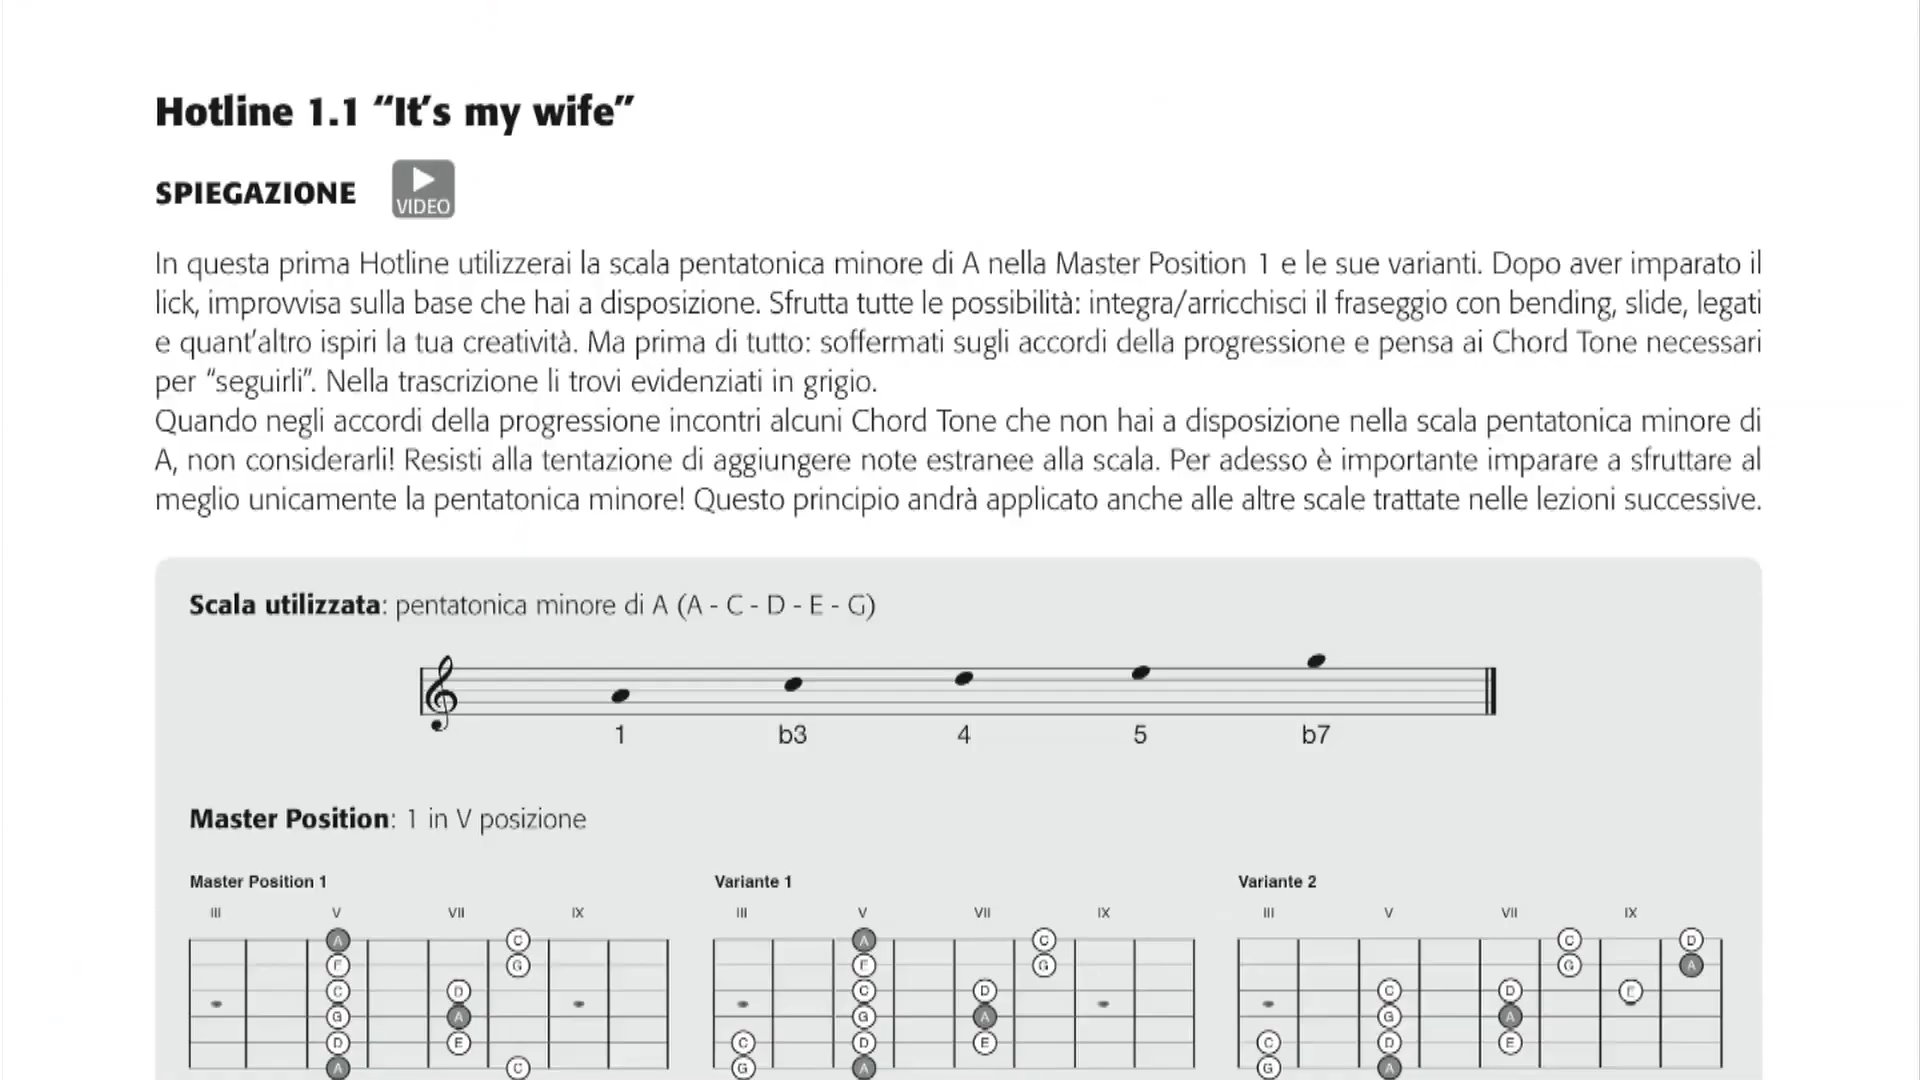 Hotline 1.1 “It’s my wife”
SPIEGAZIONE
VIDEO
In questa prima Hotline utilizzerai la scala pentatonica minore di A nella Master Position 1 e le sue varianti. Dopo aver imparato il
lick, improvvisa sulla base che hai a disposizione. Sfrutta tutte le possibilità: integra/arricchisci il fraseggio con bending, slide, legati
e quant’altro ispiri la tua creatività. Ma prima di tutto: soffermati sugli accordi della progressione e pensa ai Chord Tone necessari
per “seguirli”. Nella trascrizione li trovi evidenziati in grigio.
Quando negli accordi della progressione incontri alcuni Chord Tone che non hai a disposizione nella scala pentatonica minore di
A, non considerarli! Resisti alla tentazione di aggiungere note estranee alla scala. Per adesso è importante imparare a sfruttare al
meglio unicamente la pentatonica minore! Questo principio andrà applicato anche alle altre scale trattate nelle lezioni successive.
Scala utilizzata: pentatonica minore di A (A - C - D - E - G)
1 b3 4 5 b7
Master Position: 1 in V posizione
Master Position 1
III V VII IX
A C
E G
C D
G A
D E
A C
Variante 1
III V VII IX
A C
E G
C D
G A
C D E
G A
Variante 2
III V VII IX
C D
G A
C D E
G A
C D E
G A